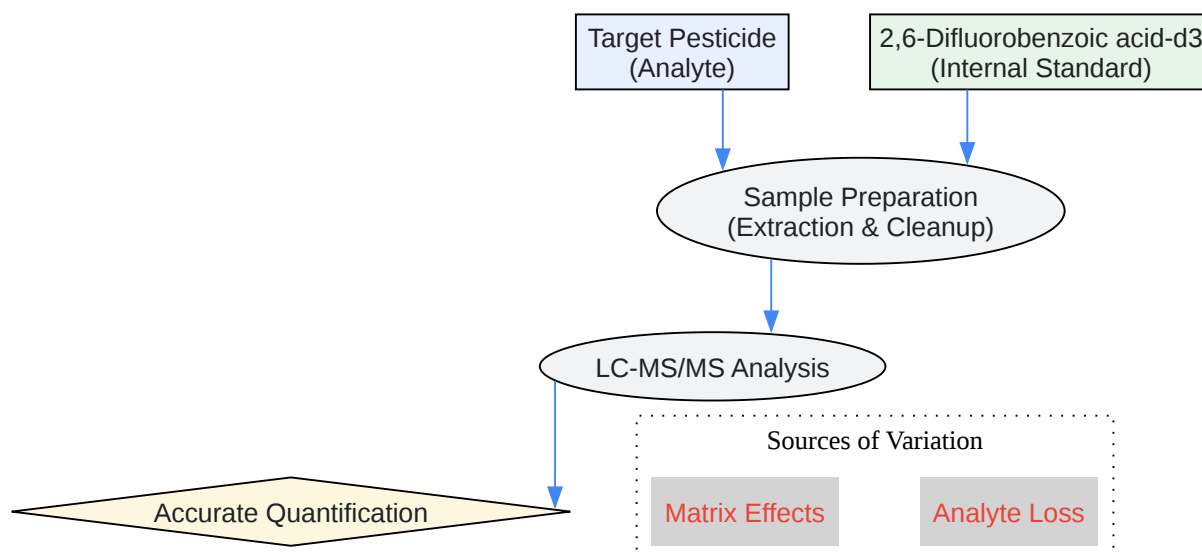 Target Pesticide
(Analyte)
2,6-Difluorobenzoic acid-d3
(Internal Standard)
Sample Preparation
(Extraction & Cleanup)
LC-MS/MS Analysis
Sources of Variation
Accurate Quantification
Matrix Effects
Analyte Loss